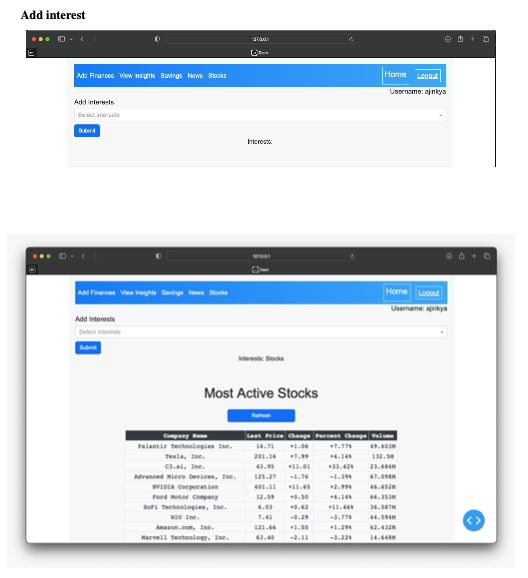 Add interest
127.0.0.1
Dash
Add Finances View Insights Savings News Stocks Home Logout
Username: ajinkya
Add Interests
Select interests
Submit
Interests:
127.0.0.1
Dash
Add Finances View Insights Savings News Stocks Home Logout
Username: ajinkya
Add Interests
Select interests
Submit
Interests: Stocks
Most Active Stocks
Refresh
Company Name Last Price Change Percent Change Volume
Palantir Technologies Inc. 14.71 +1.06 +7.77% 49.603M
Tesla, Inc. 201.16 +7.99 +4.14% 132.5M
C3.ai, Inc. 43.95 +11.01 +33.42% 23.684M
Advanced Micro Devices, Inc. 125.27 -1.76 -1.39% 67.098M
NVIDIA Corporation 401.11 +11.65 +2.99% 46.652M
Ford Motor Company 12.59 +0.50 +4.14% 66.353M
SoFi Technologies, Inc. 6.03 +0.62 +11.46% 36.587M
NIO Inc. 7.41 -0.29 -3.77% 44.594M
Amazon.com, Inc. 121.66 +1.55 +1.29% 62.432M
Marvell Technology, Inc. 63.40 -2.11 -3.22% 14.648M